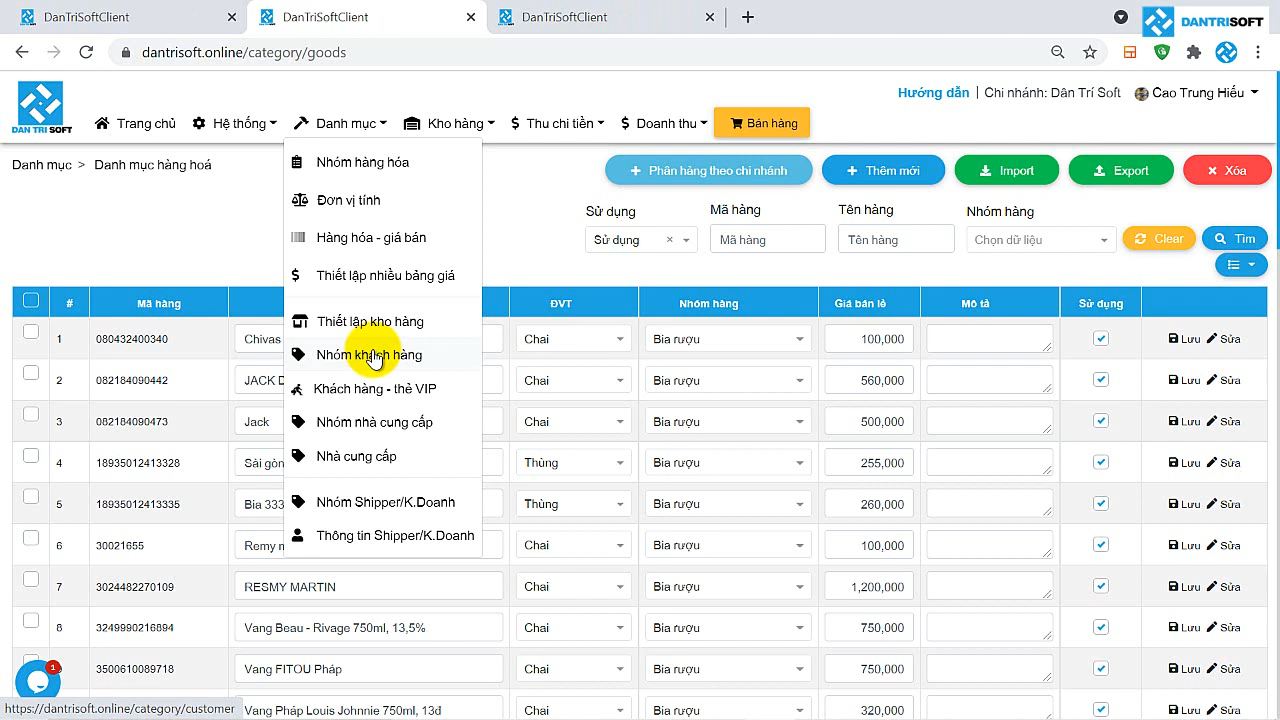 DanTriSoftClient
DanTriSoftClient
DanTriSoftClient
DANTRISOFT
dantrisoft.online/category/goods
DAN TRI SOFT
Hướng dẫn | Chi nhánh: Dân Trí Soft Cao Trung Hiếu
Trang chủ Hệ thống Danh mục Kho hàng Thu chi tiền Doanh thu Bán hàng
Danh mục > Danh mục hàng hoá
Phân hàng theo chi nhánh Thêm mới Import Export Xóa
Nhóm hàng hóa
Đơn vị tính
Hàng hóa - giá bán
Thiết lập nhiều bảng giá
Thiết lập kho hàng
Nhóm khách hàng
Khách hàng - thẻ VIP
Nhóm nhà cung cấp
Nhà cung cấp
Nhóm Shipper/K.Doanh
Thông tin Shipper/K.Doanh
Sử dụng Mã hàng Tên hàng Nhóm hàng
Sử dụng × Mã hàng Tên hàng Chọn dữ liệu Clear Tìm
# Mã hàng ĐVT Nhóm hàng Giá bán lẻ Mô tả Sử dụng
1 080432400340 Chivas Chai Bia rượu 100,000 Lưu Sửa
2 082184090442 JACK D Chai Bia rượu 560,000 Lưu Sửa
3 082184090473 Jack Chai Bia rượu 500,000 Lưu Sửa
4 18935012413328 Sài gòn Thùng Bia rượu 255,000 Lưu Sửa
5 18935012413335 Bia 333 Thùng Bia rượu 260,000 Lưu Sửa
6 30021655 Remy m Chai Bia rượu 100,000 Lưu Sửa
7 3024482270109 RESMY MARTIN Chai Bia rượu 1,200,000 Lưu Sửa
8 3249990216894 Vang Beau - Rivage 750ml, 13,5% Chai Bia rượu 750,000 Lưu Sửa
3500610089718 Vang FITOU Pháp Chai Bia rượu 750,000 Lưu Sửa
Vang Pháp Louis Johnnie 750ml, 13đ Chai Bia rượu 320,000 Lưu Sửa
1
https://dantrisoft.online/category/customer